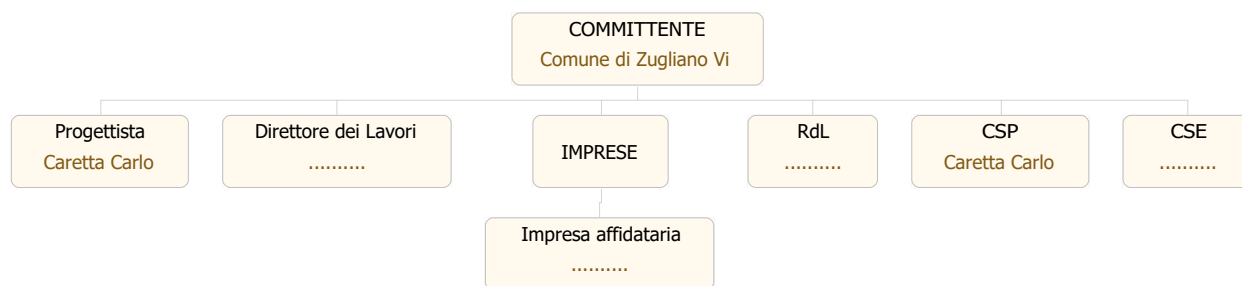 COMMITTENTE
Comune di Zugliano Vi
Progettista
Caretta Carlo
Direttore dei Lavori
..........
IMPRESE
RdL
..........
CSP
Caretta Carlo
CSE
..........
Impresa affidataria
..........